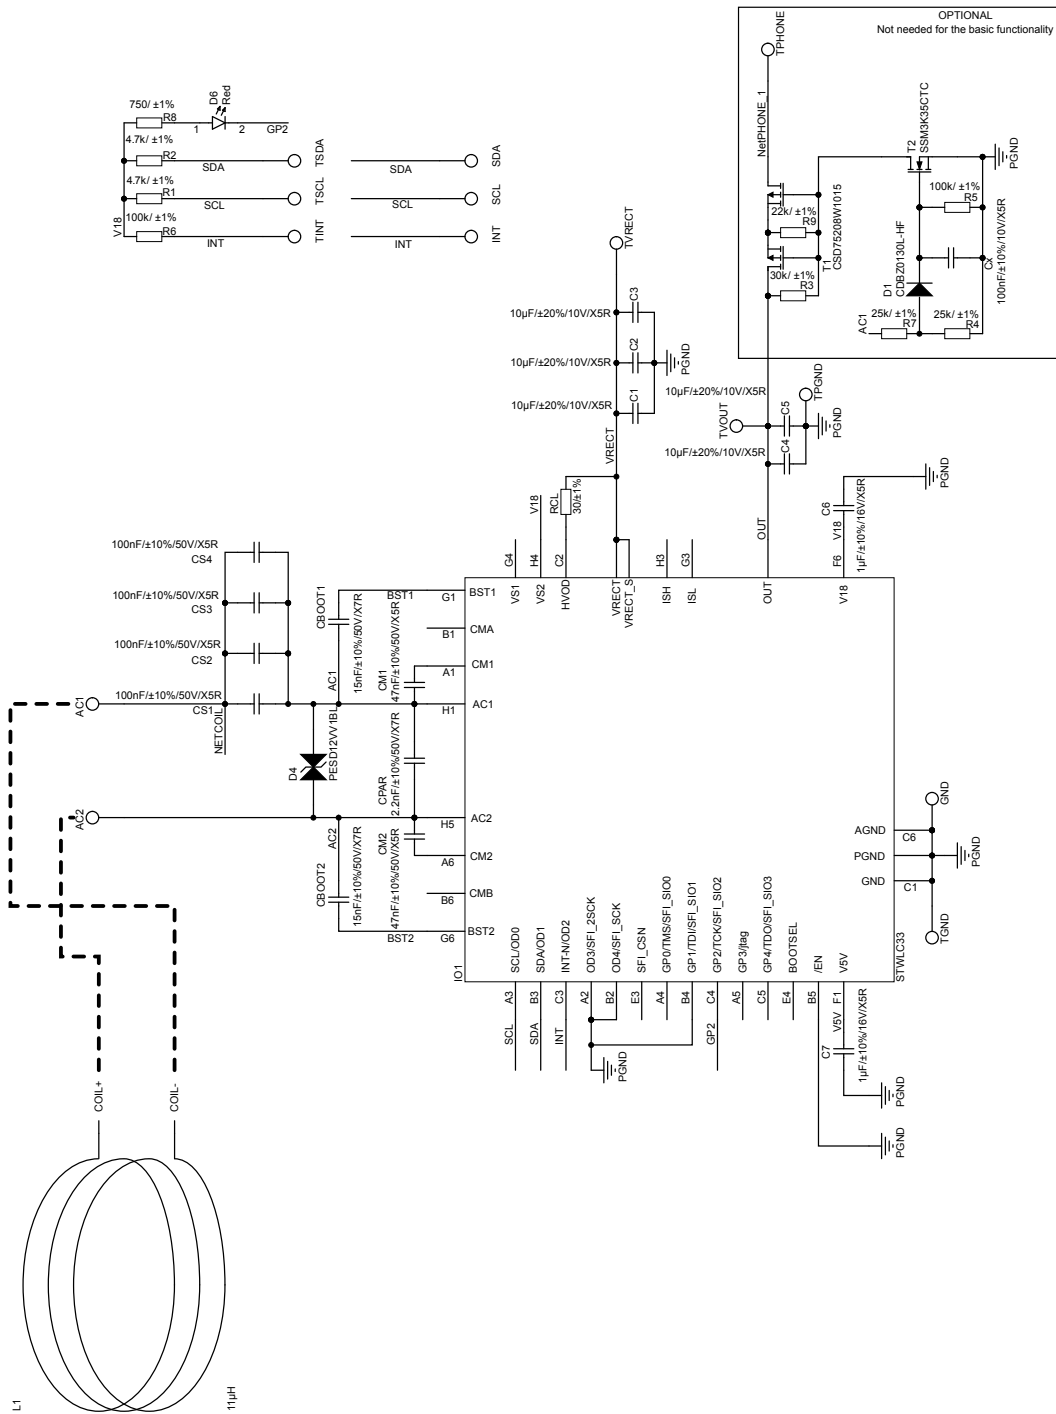 OPTIONAL
Not needed for the basic functionality
TPHONE
NetPHONE_1
T2
SSM3K35CTC
PGND
100k/ ±1%
R5
22k/ ±1%
R9
T1
CSD75208W1015
30k/ ±1%
R3
D1
CDBZ0130L-HF
Cx
100nF/±10%/10V/X5R
AC1
25k/ ±1%
R7
25k/ ±1%
R4
750/ ±1%
R8
D6
Red
1
2
GP2
4.7k/ ±1%
R2
SDA
TSDA
SDA
SDA
4.7k/ ±1%
R1
SCL
TSCL
SCL
SCL
V18
100k/ ±1%
R6
INT
TINT
INT
INT
TVRECT
10µF/±20%/10V/X5R
C3
10µF/±20%/10V/X5R
C2
PGND
10µF/±20%/10V/X5R
C1
VRECT
10µF/±20%/10V/X5R
TPGND
TVOUT
C5
PGND
10µF/±20%/10V/X5R
C4
RCL
30/±1%
V18
OUT
PGND
C6
V18
1µF/±10%/16V/X5R
G4
H4
C2
H3
G3
F6
VS1
VS2
HVOD
VRECT
VRECT_S
ISH
ISL
OUT
V18
100nF/±10%/50V/X5R
CS4
100nF/±10%/50V/X5R
CS3
100nF/±10%/50V/X5R
CS2
100nF/±10%/50V/X5R
CS1
NETCOIL
AC1
AC2
D4
PESD12VV1BL
CBOOT1
15nF/±10%/50V/X7R
BST1
G1
BST1
B1
CMA
AC1
CM1
47nF/±10%/50V/X5R
A1
CM1
H1
AC1
CPAR
2.2nF/±10%/50V/X7R
H5
AC2
AC2
CM2
47nF/±10%/50V/X5R
A6
CM2
B6
CMB
CBOOT2
15nF/±10%/50V/X7R
BST2
G6
BST2
IO1
AGND
C6
PGND
GND
C1
GND
PGND
TGND
STWLC33
SCL/OD0
SDA/OD1
INT-N/OD2
OD3/SFI_2SCK
OD4/SFI_SCK
SFI_CSN
GP0/TMS/SFI_SIO0
GP1/TDI/SFI_SIO1
GP2/TCK/SFI_SIO2
GP3/jtag
GP4/TDO/SFI_SIO3
BOOTSEL
/EN
V5V
A3
B3
C3
A2
B2
E3
A4
B4
C4
A5
C5
E4
B5
F1
SCL
SDA
INT
PGND
GP2
V5V
C7
1µF/±10%/16V/X5R
PGND
PGND
COIL+
COIL-
L1
11µH